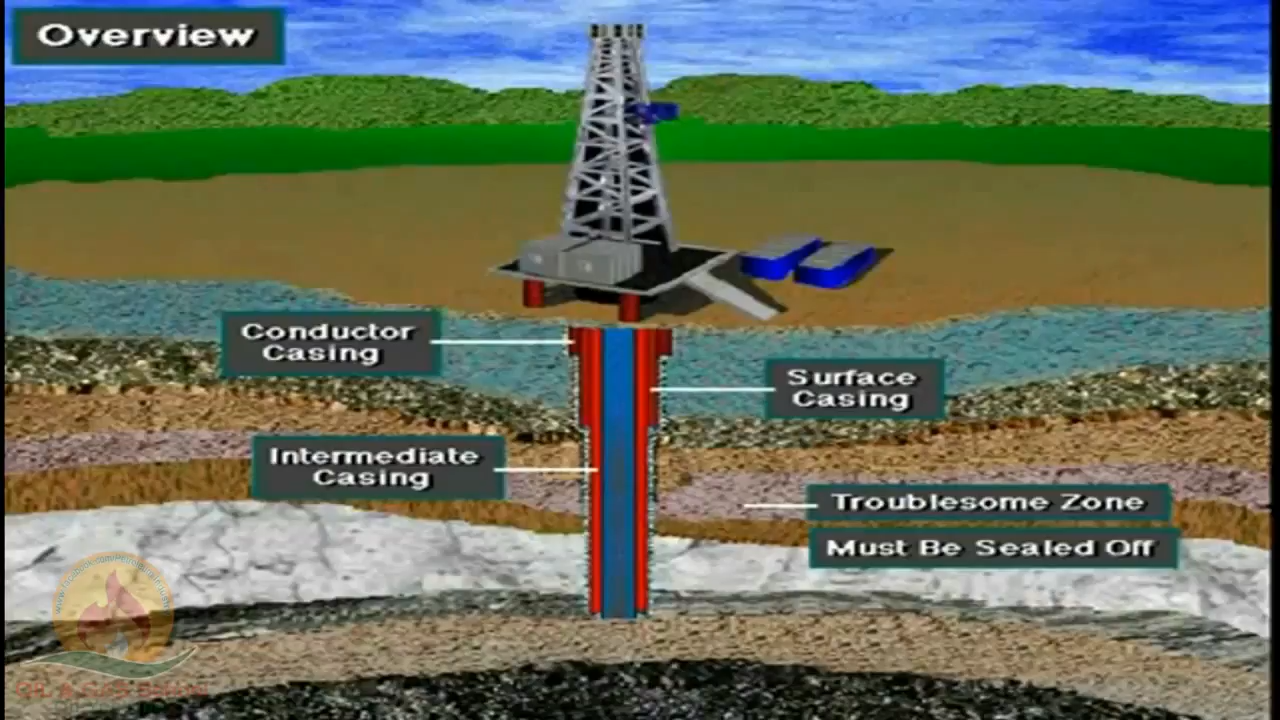 Overview
Conductor
Casing
Surface
Casing
Intermediate
Casing
Troublesome Zone
Must Be Sealed Off